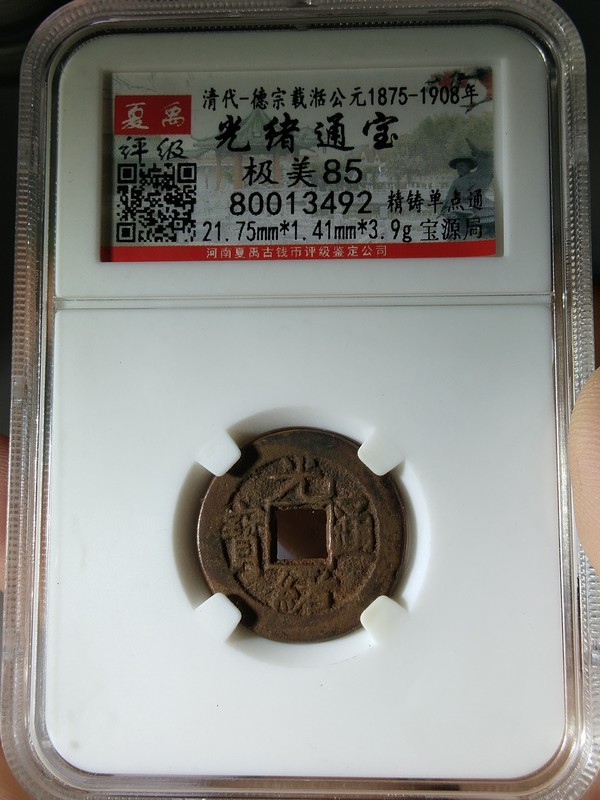 清代-德宗载湉公元1875-1908年
夏禹
评级
光绪通宝
极美85
80013492 精铸单点通
21.75mm*1.41mm*3.9g 宝源局
河南夏禹古钱币评级鉴定公司
光緒通寶